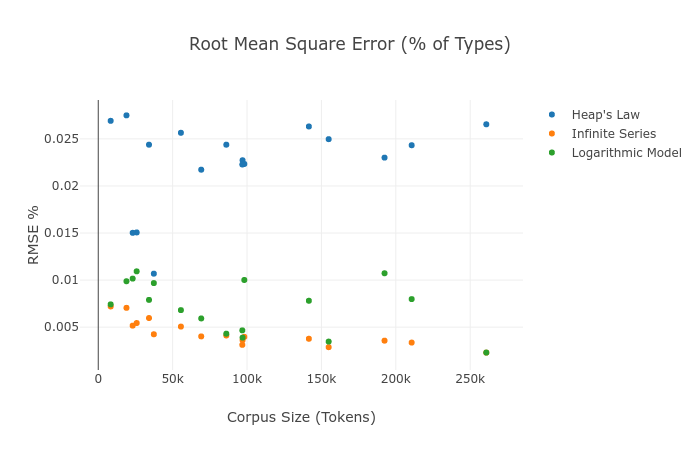 Root Mean Square Error (% of Types)
Heap's Law
Infinite Series
Logarithmic Model
RMSE %
0.025
0.02
0.015
0.01
0.005
0 50k 100k 150k 200k 250k
Corpus Size (Tokens)